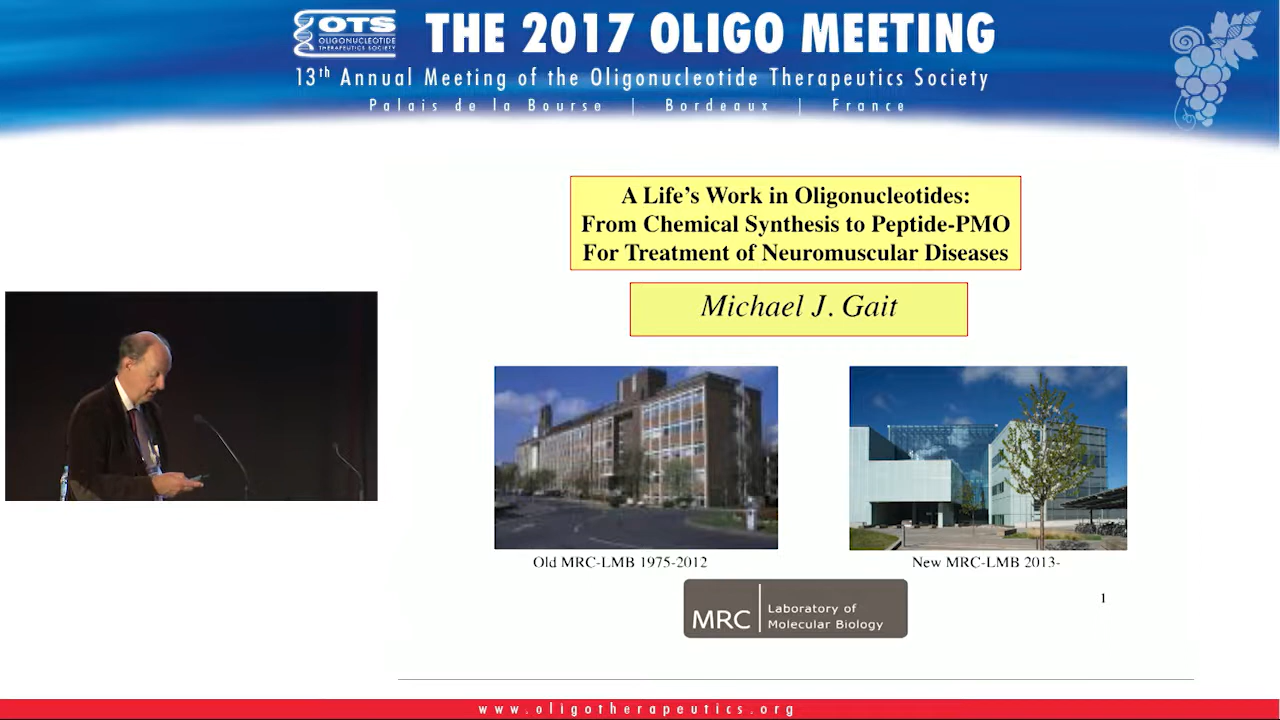 OTS
OLIGONUCLEOTIDE
THERAPEUTICS SOCIETY
THE 2017 OLIGO MEETING
13th Annual Meeting of the Oligonucleotide Therapeutics Society
Palais de la Bourse | Bordeaux | France
A Life's Work in Oligonucleotides:
From Chemical Synthesis to Peptide-PMO
For Treatment of Neuromuscular Diseases
Michael J. Gait
Old MRC-LMB 1975-2012
New MRC-LMB 2013-
MRC
Laboratory of
Molecular Biology
1
www.oligotherapeutics.org